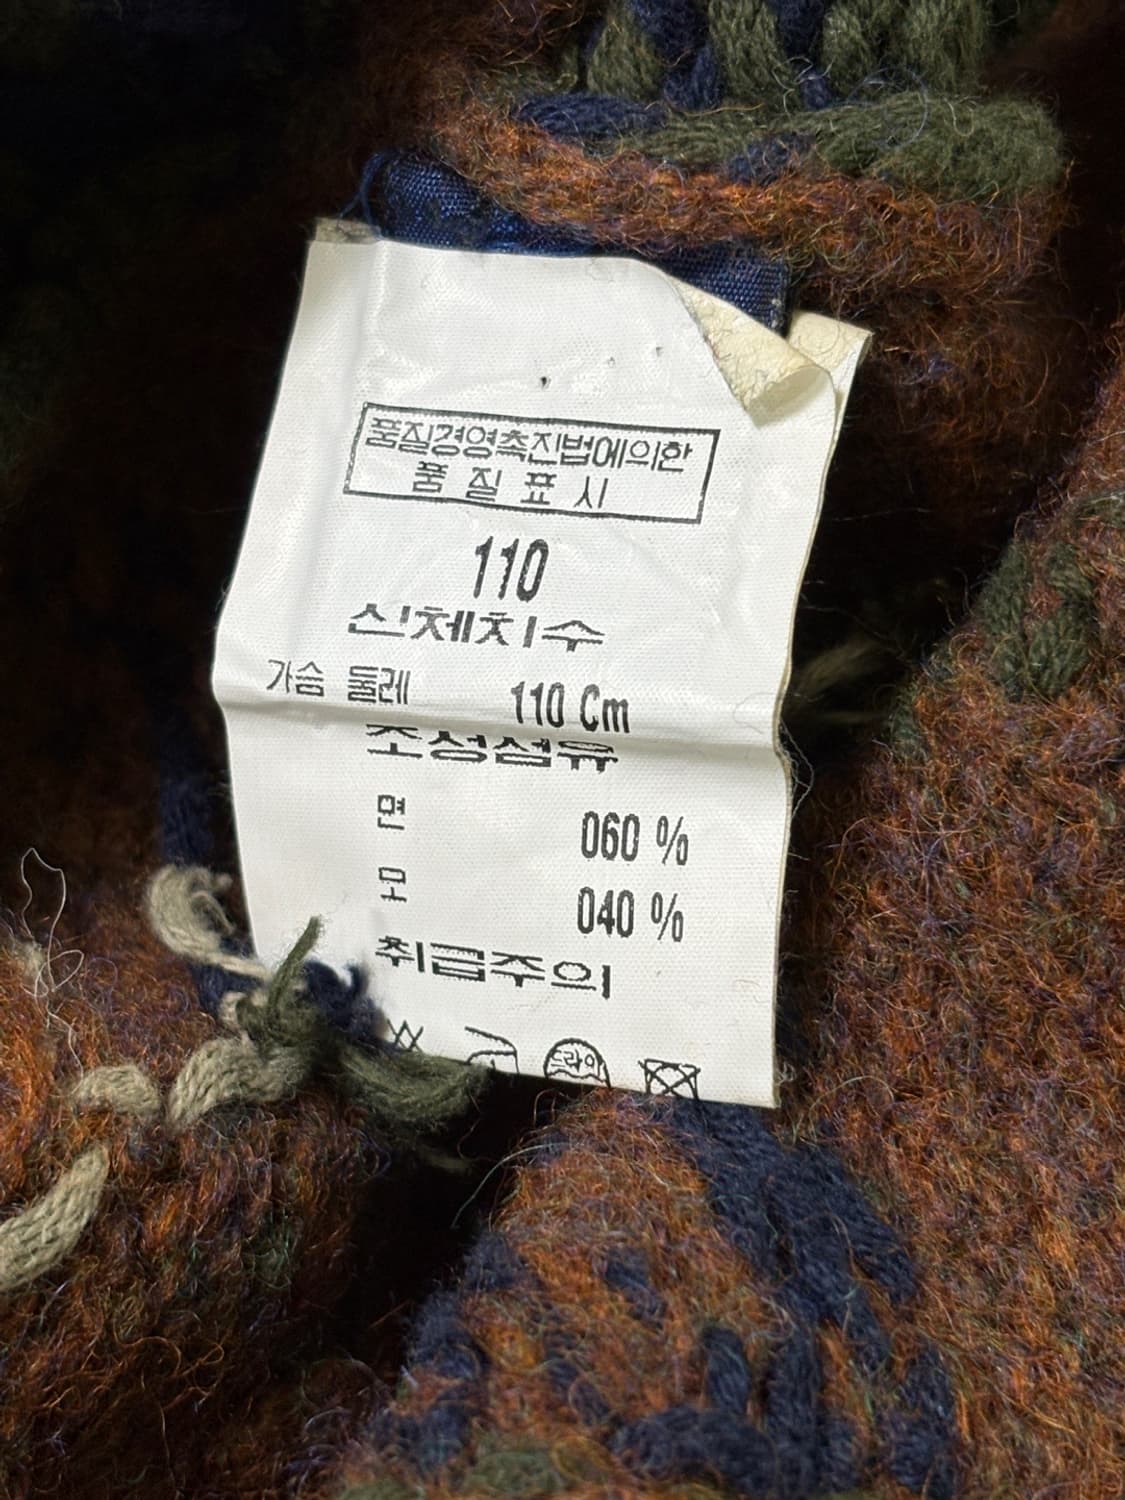 품질경영촉진법에의한
품 질 표 시
110
신체치수
가슴 둘레 110 Cm
조성섬유
면 060 %
모 040 %
취급주의
드라이